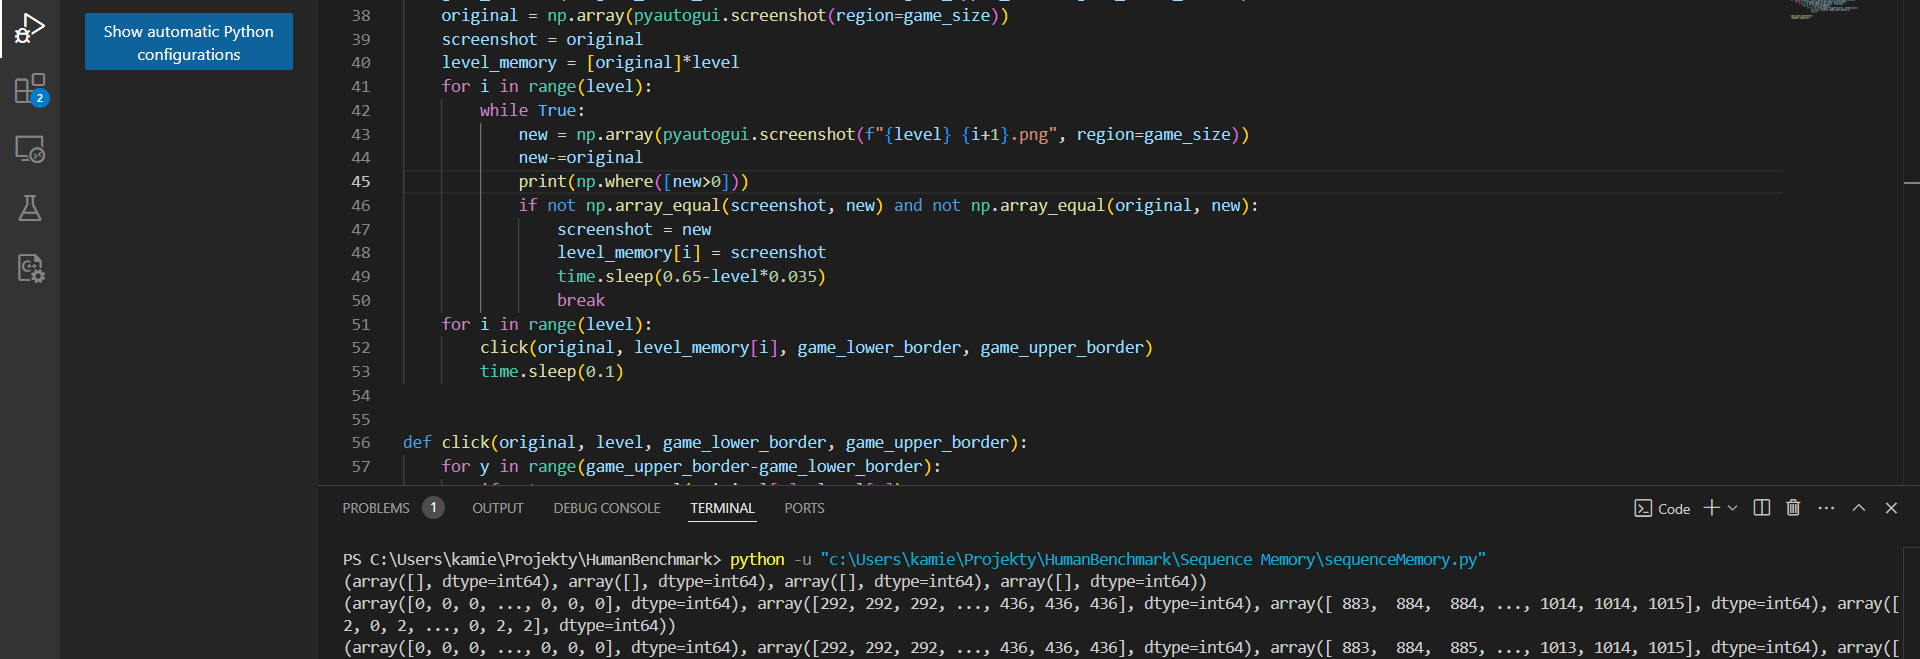 Show automatic Python
configurations
2
38 original = np.array(pyautogui.screenshot(region=game_size))
39 screenshot = original
40 level_memory = [original]*level
41 for i in range(level):
42 while True:
43 new = np.array(pyautogui.screenshot(f"{level} {i+1}.png", region=game_size))
44 new-=original
45 print(np.where([new>0]))
46 if not np.array_equal(screenshot, new) and not np.array_equal(original, new):
47 screenshot = new
48 level_memory[i] = screenshot
49 time.sleep(0.65-level*0.035)
50 break
51 for i in range(level):
52 click(original, level_memory[i], game_lower_border, game_upper_border)
53 time.sleep(0.1)
54
55
56 def click(original, level, game_lower_border, game_upper_border):
57 for y in range(game_upper_border-game_lower_border):
PROBLEMS 1 OUTPUT DEBUG CONSOLE TERMINAL PORTS Code
PS C:\Users\kamie\Projekty\HumanBenchmark> python -u "c:\Users\kamie\Projekty\HumanBenchmark\Sequence Memory\sequenceMemory.py"
(array([], dtype=int64), array([], dtype=int64), array([], dtype=int64), array([], dtype=int64))
(array([0, 0, 0, ..., 0, 0, 0], dtype=int64), array([292, 292, 292, ..., 436, 436, 436], dtype=int64), array([ 883,  884,  884, ..., 1014, 1014, 1015], dtype=int64), array([
2, 0, 2, ..., 0, 2, 2], dtype=int64))
(array([0, 0, 0, ..., 0, 0, 0], dtype=int64), array([292, 292, 292, ..., 436, 436, 436], dtype=int64), array([ 883,  884,  885, ..., 1013, 1014, 1015], dtype=int64), array([